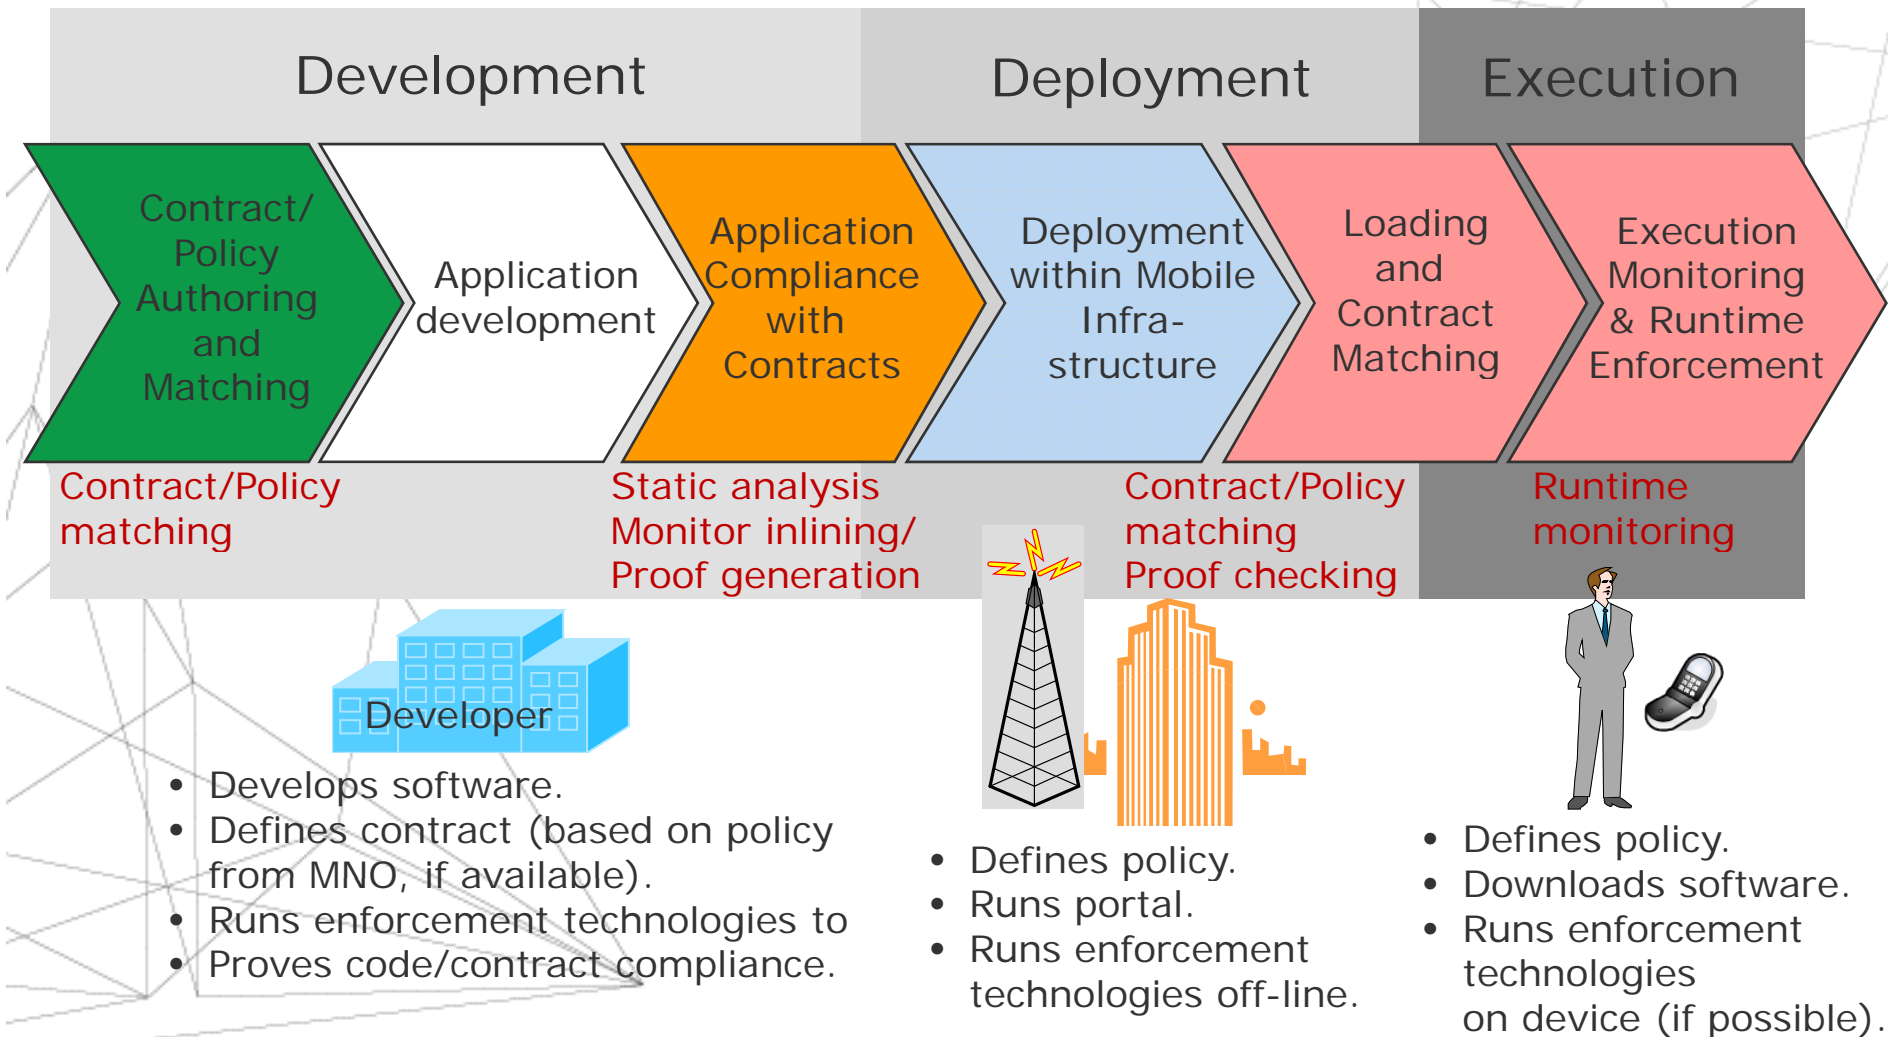 Development
Deployment
Execution
Contract/
Policy
Authoring
and
Matching
Application
development
Application
Compliance
with
Contracts
Deployment
within Mobile
Infra-
structure
Loading
and
Contract
Matching
Execution
Monitoring
& Runtime
Enforcement
Contract/Policy
matching
Static analysis
Monitor inlining/
Proof generation
Contract/Policy
matching
Proof checking
Runtime
monitoring
Developer
• Develops software.
• Defines contract (based on policy
from MNO, if available).
• Runs enforcement technologies to
• Proves code/contract compliance.
• Defines policy.
• Runs portal.
• Runs enforcement
technologies off-line.
• Defines policy.
• Downloads software.
• Runs enforcement
technologies
on device (if possible).